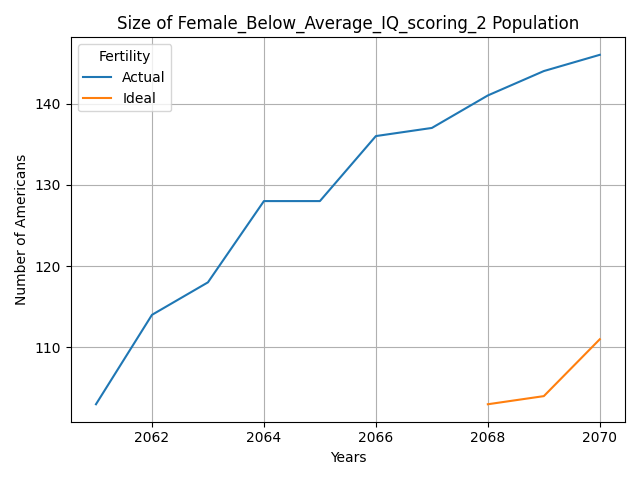 Size of Female_Below_Average_IQ_scoring_2 Population
Fertility
Actual
Ideal
Number of Americans
140
130
120
110
2062 2064 2066 2068 2070
Years